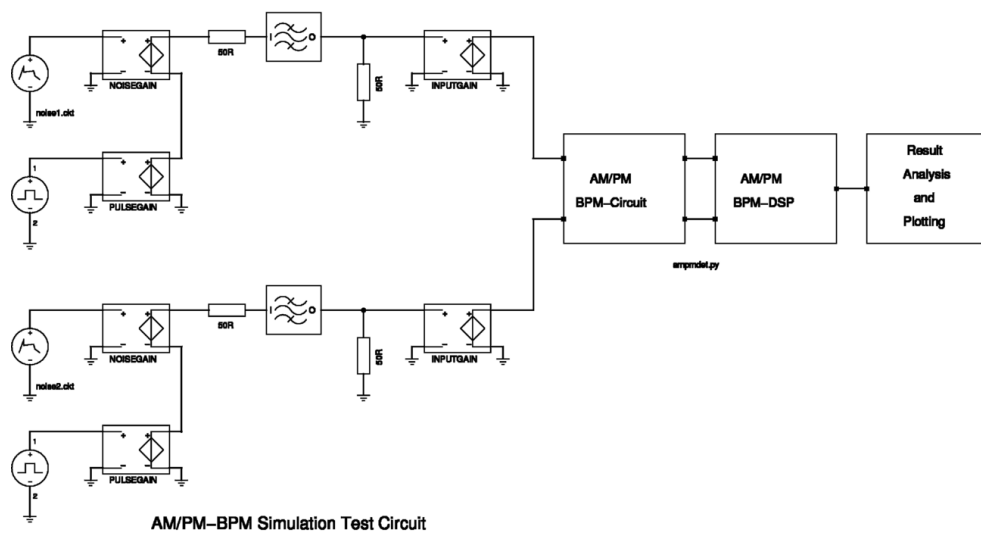 50R
I
O
50R
noise1.ckt
NOISEGAIN
INPUTGAIN
1
2
PULSEGAIN
AM/PM
BPM–Circuit
AM/PM
BPM–DSP
Result
Analysis
and
Plotting
ampmdet.py
50R
I
O
50R
noise2.ckt
NOISEGAIN
INPUTGAIN
1
2
PULSEGAIN
AM/PM–BPM Simulation Test Circuit